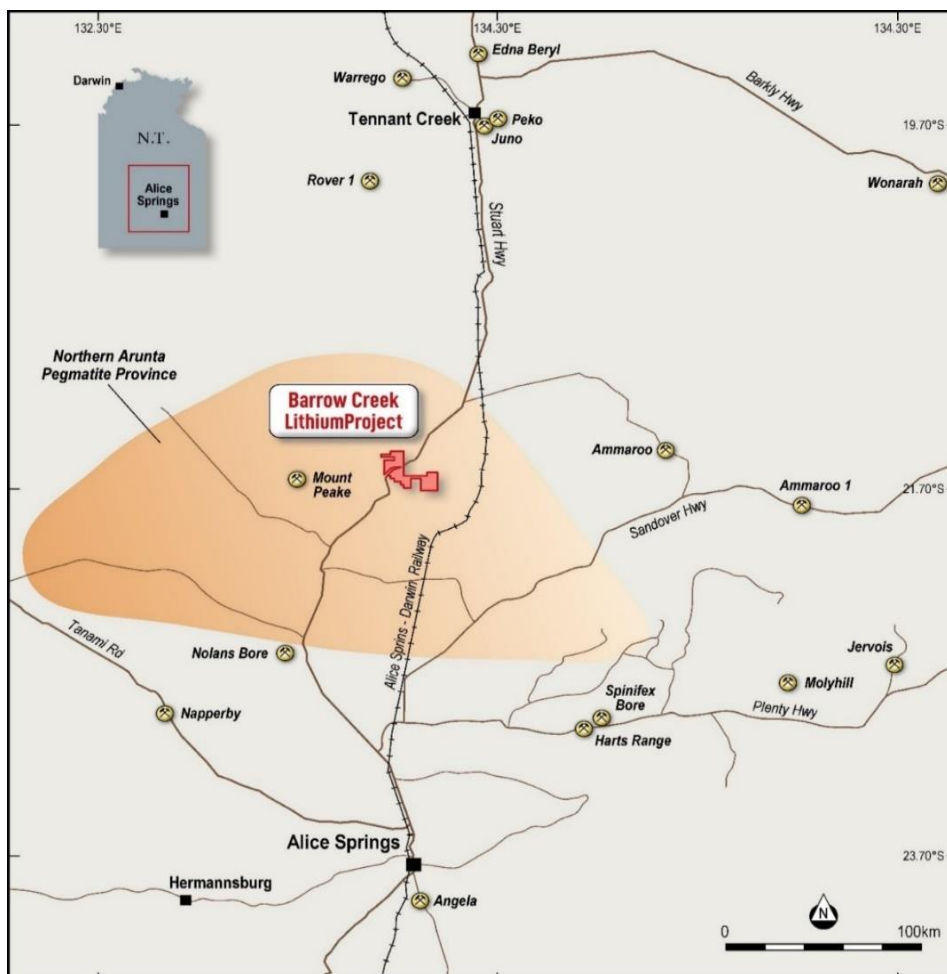 132.30°E
134.30°E
134.30°E
Darwin
N.T.
Alice
Springs
Edna Beryl
Warrego
Tennant Creek
Peko
Juno
Barkly Hwy
19.70°S
Rover 1
Wonarah
Stuart Hwy
Northern Arunta
Pegmatite Province
Barrow Creek
LithiumProject
Mount
Peake
Ammaroo
Ammaroo 1
21.70°S
Sandover Hwy
Alice Sprins - Darwin Railway
Tanami Rd
Nolans Bore
Jervois
Molyhill
Napperby
Spinifex
Bore
Plenty Hwy
Harts Range
Alice Springs
23.70°S
Hermannsburg
Angela
N
0
100km